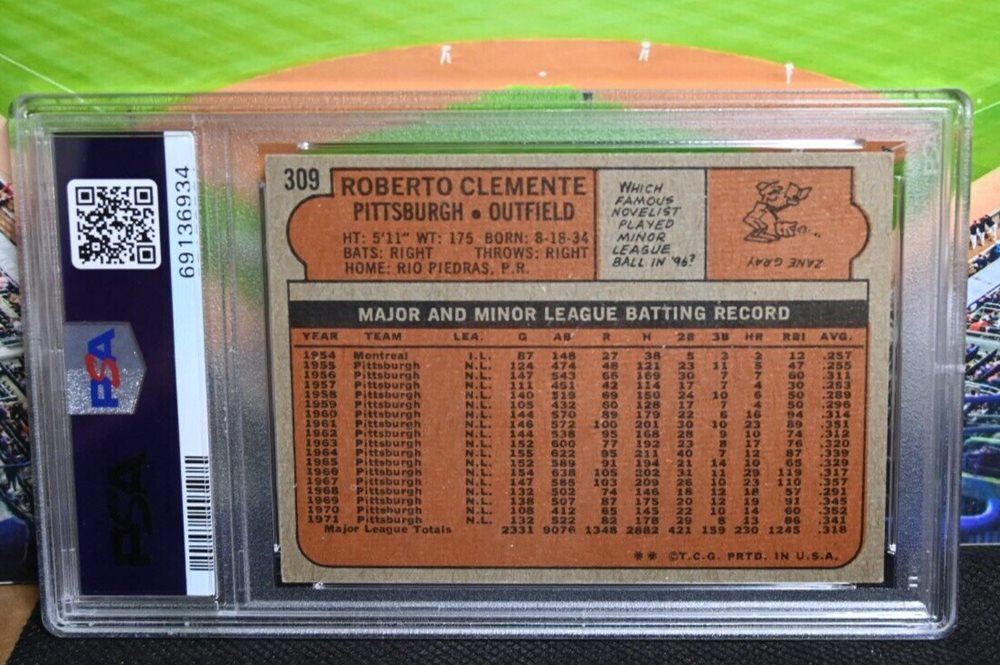 69136934
PSA
PSA
309
ROBERTO CLEMENTE
PITTSBURGH • OUTFIELD
HT: 5'11" WT: 175 BORN: 8-18-34
BATS: RIGHT THROWS: RIGHT
HOME: RIO PIEDRAS, P.R.
WHICH
FAMOUS
NOVELIST
PLAYED
MINOR
LEAGUE
BALL IN '96?
ZANE GRAY
MAJOR AND MINOR LEAGUE BATTING RECORD
YEAR TEAM LEA. G AB R H 2B 3B HR RBI AVG.
1954 Montreal I.L. 87 148 27 38 5 3 2 12 .257
1955 Pittsburgh N.L. 124 474 48 121 23 11 5 47 .255
1956 Pittsburgh N.L. 147 543 66 169 30 7 7 60 .311
1957 Pittsburgh N.L. 111 451 42 114 17 7 4 30 .253
1958 Pittsburgh N.L. 140 519 69 150 24 10 6 50 .289
1959 Pittsburgh N.L. 105 432 60 128 17 7 4 50 .296
1960 Pittsburgh N.L. 144 570 89 179 22 6 16 94 .314
1961 Pittsburgh N.L. 146 572 100 201 30 10 23 89 .351
1962 Pittsburgh N.L. 144 538 95 168 28 9 10 74 .312
1963 Pittsburgh N.L. 152 600 77 192 23 8 17 76 .320
1964 Pittsburgh N.L. 155 622 95 211 40 7 12 87 .339
1965 Pittsburgh N.L. 152 589 91 194 21 14 10 65 .329
1966 Pittsburgh N.L. 154 638 105 202 31 11 29 119 .317
1967 Pittsburgh N.L. 147 585 103 209 26 10 23 110 .357
1968 Pittsburgh N.L. 132 502 74 146 18 12 18 57 .291
1969 Pittsburgh N.L. 138 507 87 175 20 12 19 91 .345
1970 Pittsburgh N.L. 108 412 65 145 22 10 14 60 .352
1971 Pittsburgh N.L. 132 522 82 178 29 8 13 86 .341
Major League Totals 2331 9076 1348 2882 421 159 230 1245 .318
** ©T.C.G. PRTD. IN U.S.A.